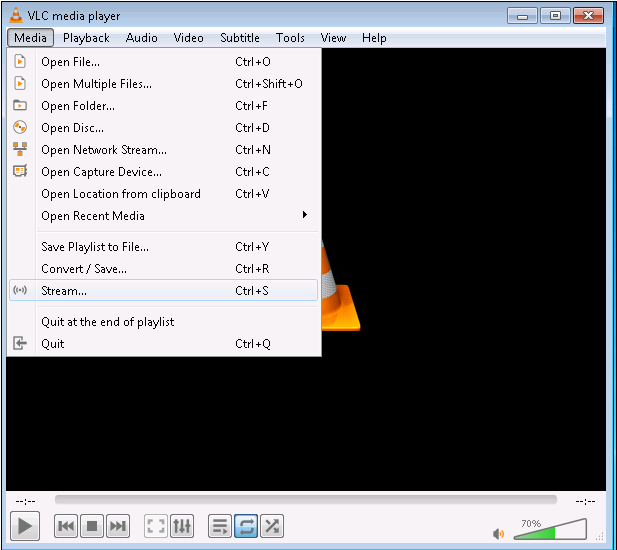 VLC media player
Media Playback Audio Video Subtitle Tools View Help
Open File... Ctrl+O
Open Multiple Files... Ctrl+Shift+O
Open Folder... Ctrl+F
Open Disc... Ctrl+D
Open Network Stream... Ctrl+N
Open Capture Device... Ctrl+C
Open Location from clipboard Ctrl+V
Open Recent Media
Save Playlist to File... Ctrl+Y
Convert / Save... Ctrl+R
Stream... Ctrl+S
Quit at the end of playlist
Quit Ctrl+Q
--:-- --:--
70%